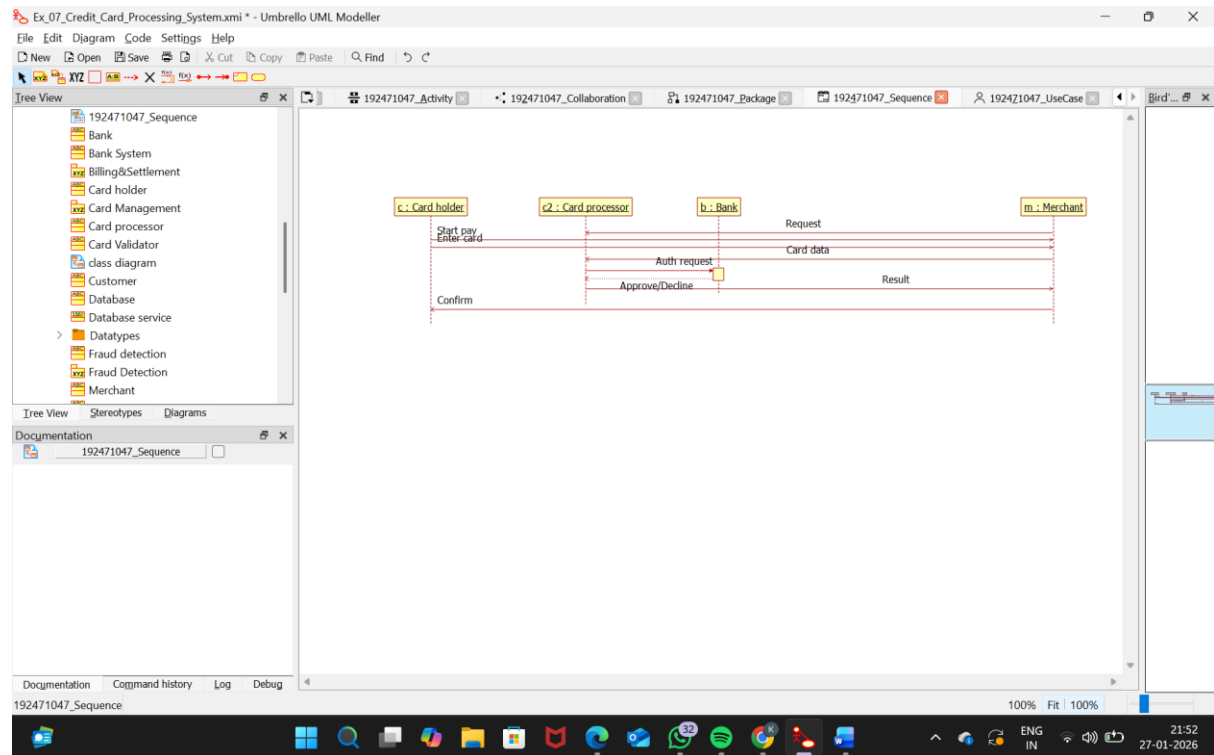 Ex_07_Credit_Card_Processing_System.xmi * - Umbrello UML Modeller
File Edit Diagram Code Settings Help
New Open Save Cut Copy Paste Find
XYZ
Tree View
192471047_Activity 192471047_Collaboration 192471047_Package 192471047_Sequence 192471047_UseCase
Bird'...
192471047_Sequence
Bank
Bank System
Billing&Settlement
Card holder
Card Management
Card processor
Card Validator
class diagram
Customer
Database
Database service
Datatypes
Fraud detection
Fraud Detection
Merchant
Tree View Stereotypes Diagrams
Documentation
192471047_Sequence
c : Card holder c2 : Card processor b : Bank m : Merchant
Request
Start pay
Enter card
Card data
Auth request
Result
Approve/Decline
Confirm
Documentation Command history Log Debug
192471047_Sequence
100% Fit 100%
32
ENG
IN
21:52
27-01-2026